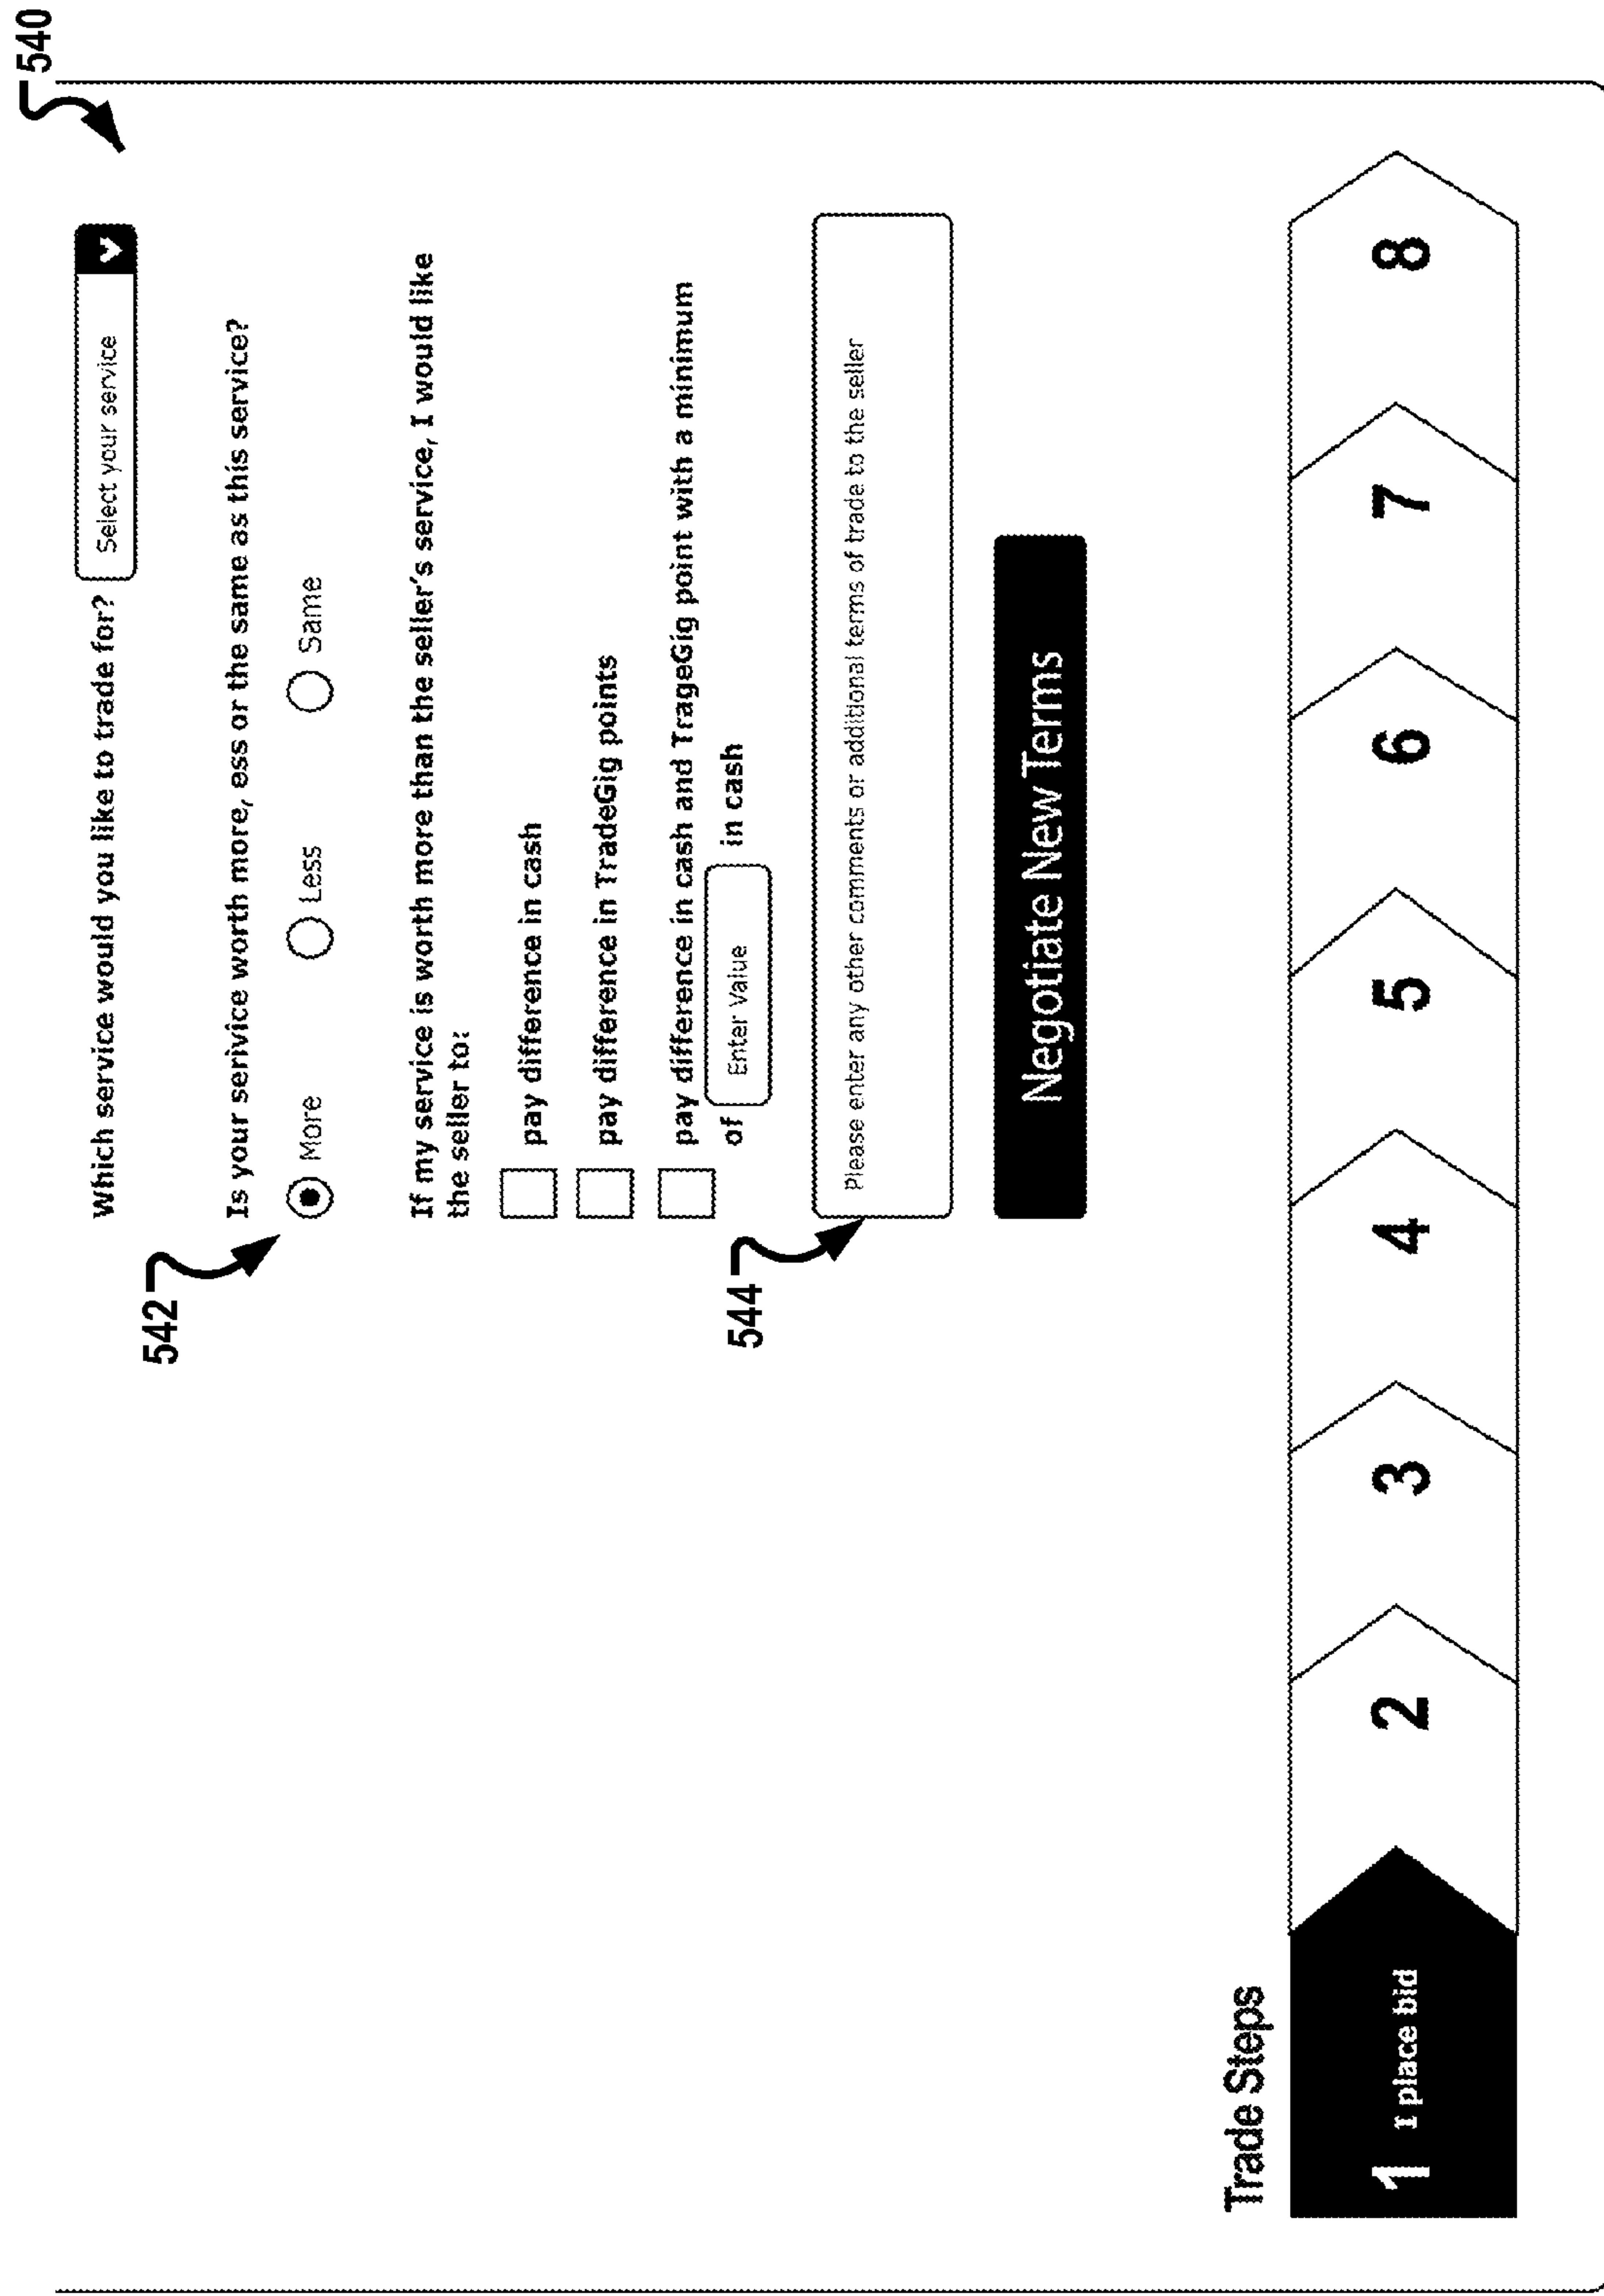 540
Which service would you like to trade for? Select your service
542
Is your serivice worth more, ess or the same as this service?
More Less Same
If my service is worth more than the seller's service, I would like
the seller to:
pay difference in cash
pay difference in TradeGig points
pay difference in cash and TrageGig point with a minimum
of Enter Value in cash
544
Please enter any other comments or additional terms of trade to the seller
Negotiate New Terms
Trade Steps
1 I place bid 2 3 4 5 6 7 8